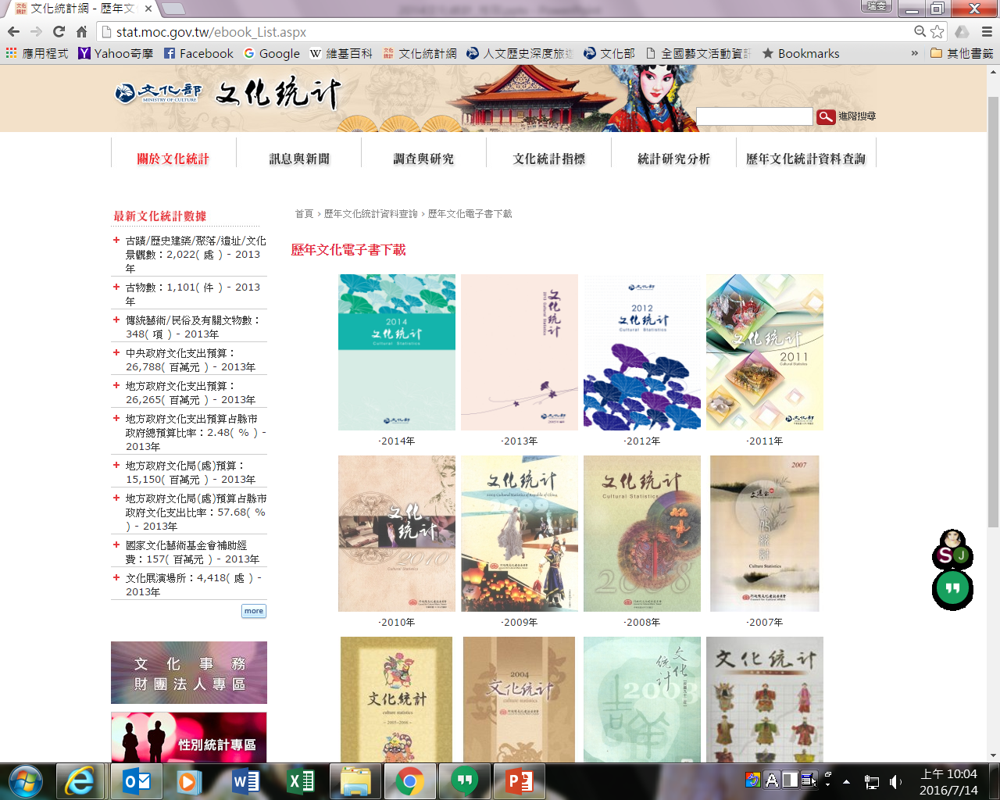 文化統計網 - 歷年文
瑞雯
stat.moc.gov.tw/ebook_List.aspx
應用程式 Yahoo奇摩 Facebook Google 維基百科 文化統計網 人文歷史深度旅遊 文化部 全國藝文活動資訊 Bookmarks » 其他書籤
文化部 文化統計
MINISTRY OF CULTURE
進階搜尋
關於文化統計 訊息與新聞 調查與研究 文化統計指標 統計研究分析 歷年文化統計資料查詢
首頁 › 歷年文化統計資料查詢 › 歷年文化電子書下載
最新文化統計數據
古蹟/歷史建築/聚落/遺址/文化
景觀數：2,022( 處 ) - 2013
年
古物數：1,101( 件 ) - 2013
年
傳統藝術/民俗及有關文物數：
348( 項 ) - 2013年
中央政府文化支出預算：
26,788( 百萬元 ) - 2013年
地方政府文化支出預算：
26,265( 百萬元 ) - 2013年
地方政府文化支出預算占縣市
政府總預算比率：2.48( % ) -
2013年
地方政府文化局(處)預算：
15,150( 百萬元 ) - 2013年
地方政府文化局(處)預算占縣市
政府文化支出比率：57.68( %
) - 2013年
國家文化藝術基金會補助經
費：157( 百萬元 ) - 2013年
文化展演場所：4,418( 處 ) -
2013年
more
文化事務
財團法人專區
性別統計專區
歷年文化電子書下載
2014
文化統計
Cultural Statistics
文化部
文化統計
2013 Cultural Statistics
文化部
文化部
2012
文化統計
Cultural Statistics
文化統計
2011
Cultural Statistics
文化部
·2014年 ·2013年 ·2012年 ·2011年
文化
統計
2010
Cultural Statistics
文化統計
2009
文化統計
Cultural Statistics
2008
2007
文建會
文化統計
Culture Statistics
·2010年 ·2009年 ·2008年 ·2007年
文化統計
culture statistics
2004
文化統計
culture statistics
文化
統計
2003
文化統計
S J
上午 10:04
2016/7/14